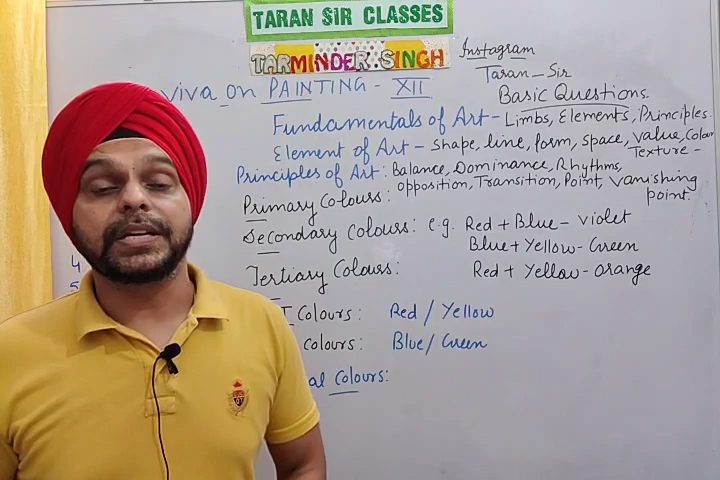 TARAN SiR CLASSES
TARMINDER SINGH
Instagram
Taran_Sir
viva on PAINTING - XII
Basic Questions
Fundamentals of Art - Limbs, Elements, Principles.
Element of Art - shape, line, form, space, value, Colour
Texture -
Principles of Art: Balance, Dominance, Rhythms,
opposition, Transition, Point, Vanishing
point.
Primary Colours:
Secondary Colours: e.g. Red + Blue - violet
Blue + Yellow - Green
Tertiary Colours: Red + Yellow - orange
4
5
Colours: Red / Yellow
colours: Blue / Green
al colours: